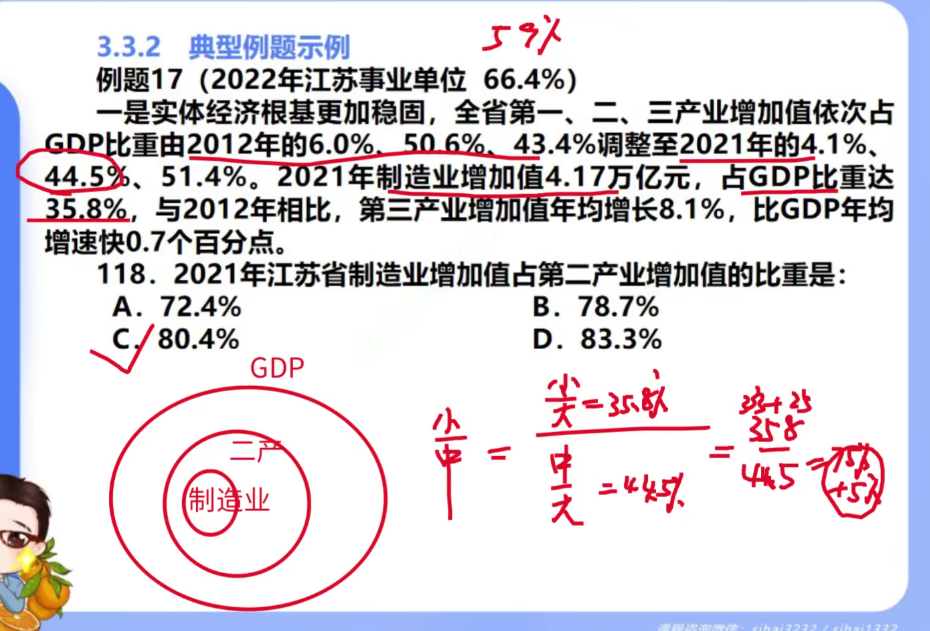 59%
3.3.2 典型例题示例
例题17（2022年江苏事业单位 66.4%）
一是实体经济根基更加稳固，全省第一、二、三产业增加值依次占
GDP比重由2012年的6.0%、50.6%、43.4%调整至2021年的4.1%、
44.5%、51.4%。2021年制造业增加值4.17万亿元，占GDP比重达
35.8%，与2012年相比，第三产业增加值年均增长8.1%，比GDP年均
增速快0.7个百分点。
118．2021年江苏省制造业增加值占第二产业增加值的比重是：
A．72.4% B．78.7%
C．80.4% D．83.3%
GDP
二产
制造业
小/中 = 小/大 = 35.8% / 中/大 = 44.5%
= 358/44.5 = 75% +5%
课程咨询微信：sihai3232 / sihai1332